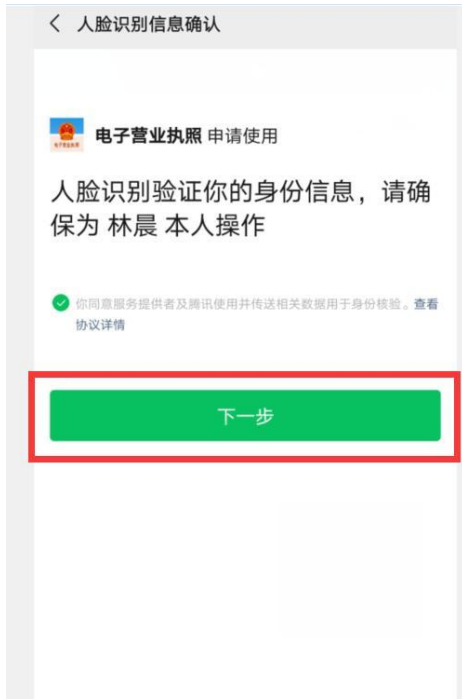 人脸识别信息确认
电子营业执照 申请使用
人脸识别验证你的身份信息，请确
保为 林晨 本人操作
你同意服务提供者及腾讯使用并传送相关数据用于身份核验。查看
协议详情
下一步